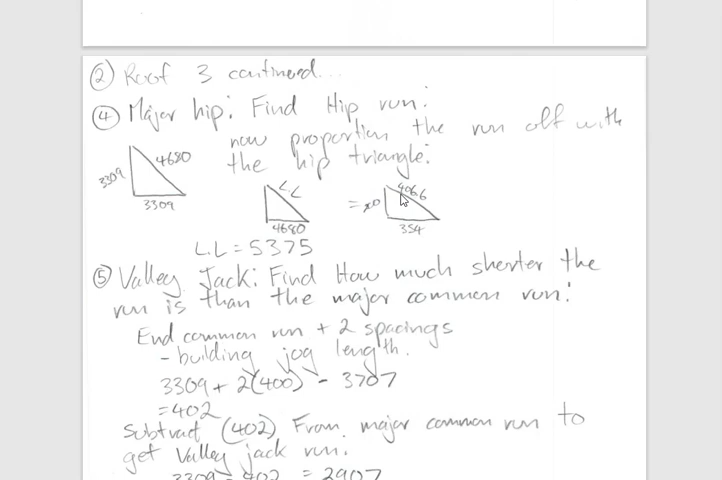 ② Roof 3 continued...
④ Major hip: Find Hip run:
now proportion the run off with
the hip triangle:
3309 4680 3309
L.L 4680
= 406.6 354
L.L = 5375
⑤ Valley Jack: Find How much shorter the
run is than the major common run:
End common run + 2 spacings
- building jog length.
3309 + 2(400) - 3707
= 402
Subtract (402) From major common run to
get Valley jack run.
3309 - 402 = 2907